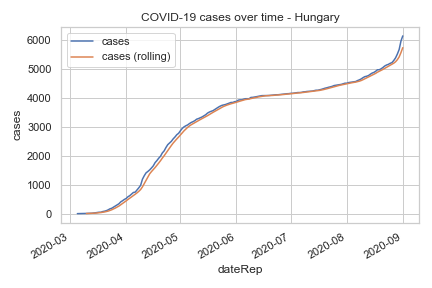 COVID-19 cases over time - Hungary
cases
cases (rolling)
cases
6000
5000
4000
3000
2000
1000
0
2020-03
2020-04
2020-05
2020-06
2020-07
2020-08
2020-09
dateRep